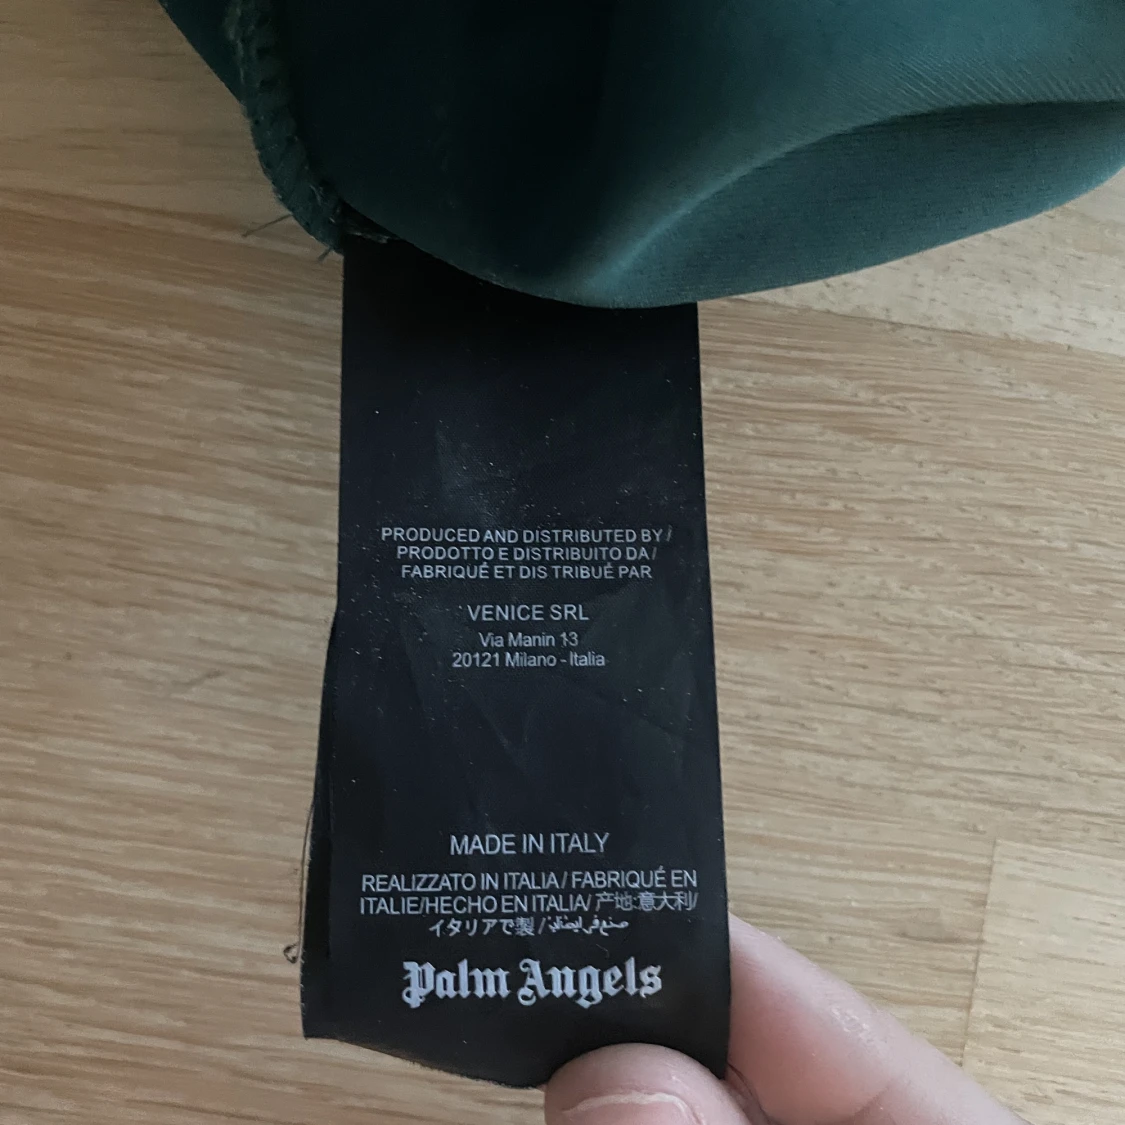 PRODUCED AND DISTRIBUTED BY/
PRODOTTO E DISTRIBUITO DA/
FABRIQUÉ ET DIS TRIBUÉ PAR
VENICE SRL
Via Manin 13
20121 Milano - Italia
MADE IN ITALY
REALIZZATO IN ITALIA/ FABRIQUÉ EN
ITALIE/HECHO EN ITALIA/ 产地:意大利/
イタリアで製 / صنع في
Palm Angels